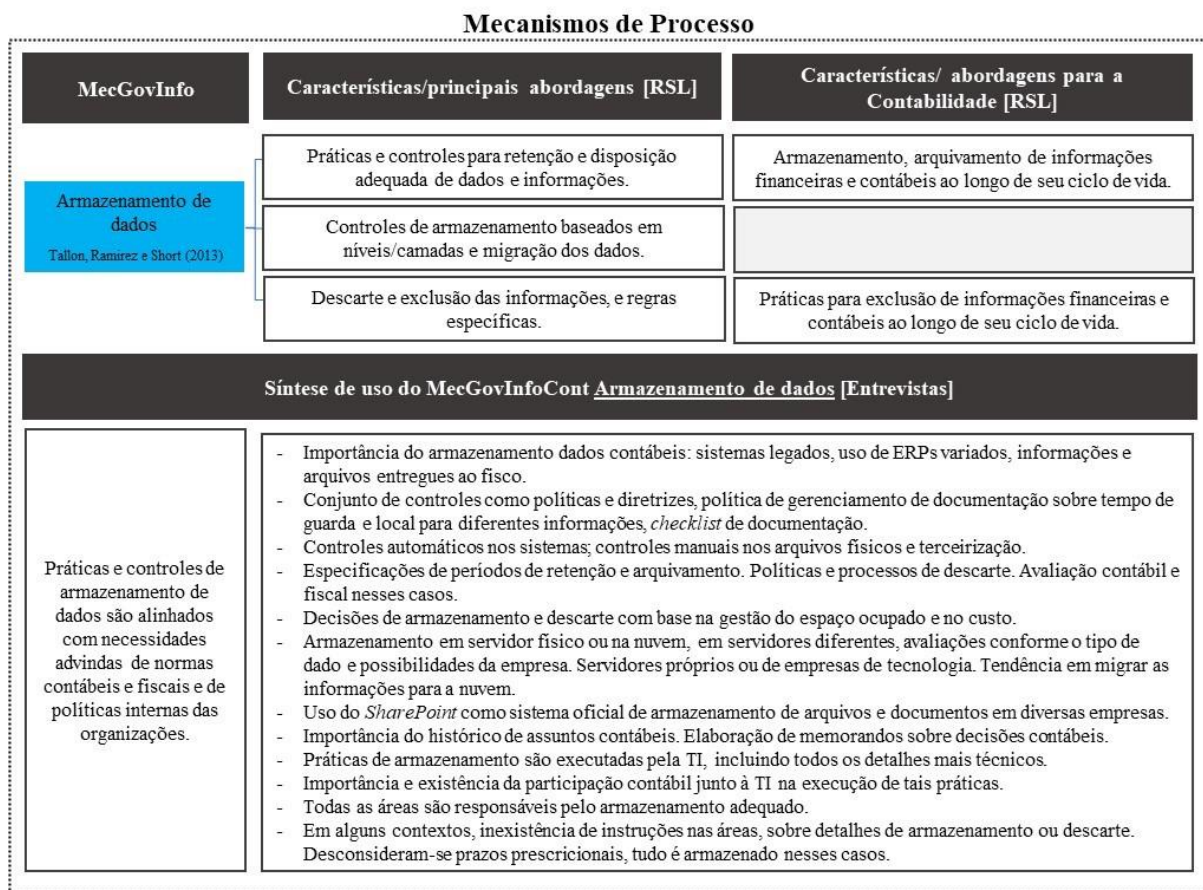 Mecanismos de Processo
MecGovInfo
Características/principais abordagens [RSL]
Características/ abordagens para a
Contabilidade [RSL]
Armazenamento de
dados
Tallon, Ramirez e Short (2013)
Práticas e controles para retenção e disposição
adequada de dados e informações.
Armazenamento, arquivamento de informações
financeiras e contábeis ao longo de seu ciclo de vida.
Controles de armazenamento baseados em
níveis/camadas e migração dos dados.
Descarte e exclusão das informações, e regras
específicas.
Práticas para exclusão de informações financeiras e
contábeis ao longo de seu ciclo de vida.
Síntese de uso do MecGovInfoCont Armazenamento de dados [Entrevistas]
Práticas e controles de
armazenamento de
dados são alinhados
com necessidades
advindas de normas
contábeis e fiscais e de
políticas internas das
organizações.
- Importância do armazenamento dados contábeis: sistemas legados, uso de ERPs variados, informações e
arquivos entregues ao fisco.
- Conjunto de controles como políticas e diretrizes, política de gerenciamento de documentação sobre tempo de
guarda e local para diferentes informações, checklist de documentação.
- Controles automáticos nos sistemas; controles manuais nos arquivos físicos e terceirização.
- Especificações de períodos de retenção e arquivamento. Políticas e processos de descarte. Avaliação contábil e
fiscal nesses casos.
- Decisões de armazenamento e descarte com base na gestão do espaço ocupado e no custo.
- Armazenamento em servidor físico ou na nuvem, em servidores diferentes, avaliações conforme o tipo de
dado e possibilidades da empresa. Servidores próprios ou de empresas de tecnologia. Tendência em migrar as
informações para a nuvem.
- Uso do SharePoint como sistema oficial de armazenamento de arquivos e documentos em diversas empresas.
- Importância do histórico de assuntos contábeis. Elaboração de memorandos sobre decisões contábeis.
- Práticas de armazenamento são executadas pela TI, incluindo todos os detalhes mais técnicos.
- Importância e existência da participação contábil junto à TI na execução de tais práticas.
- Todas as áreas são responsáveis pelo armazenamento adequado.
- Em alguns contextos, inexistência de instruções nas áreas, sobre detalhes de armazenamento ou descarte.
Desconsideram-se prazos prescricionais, tudo é armazenado nesses casos.